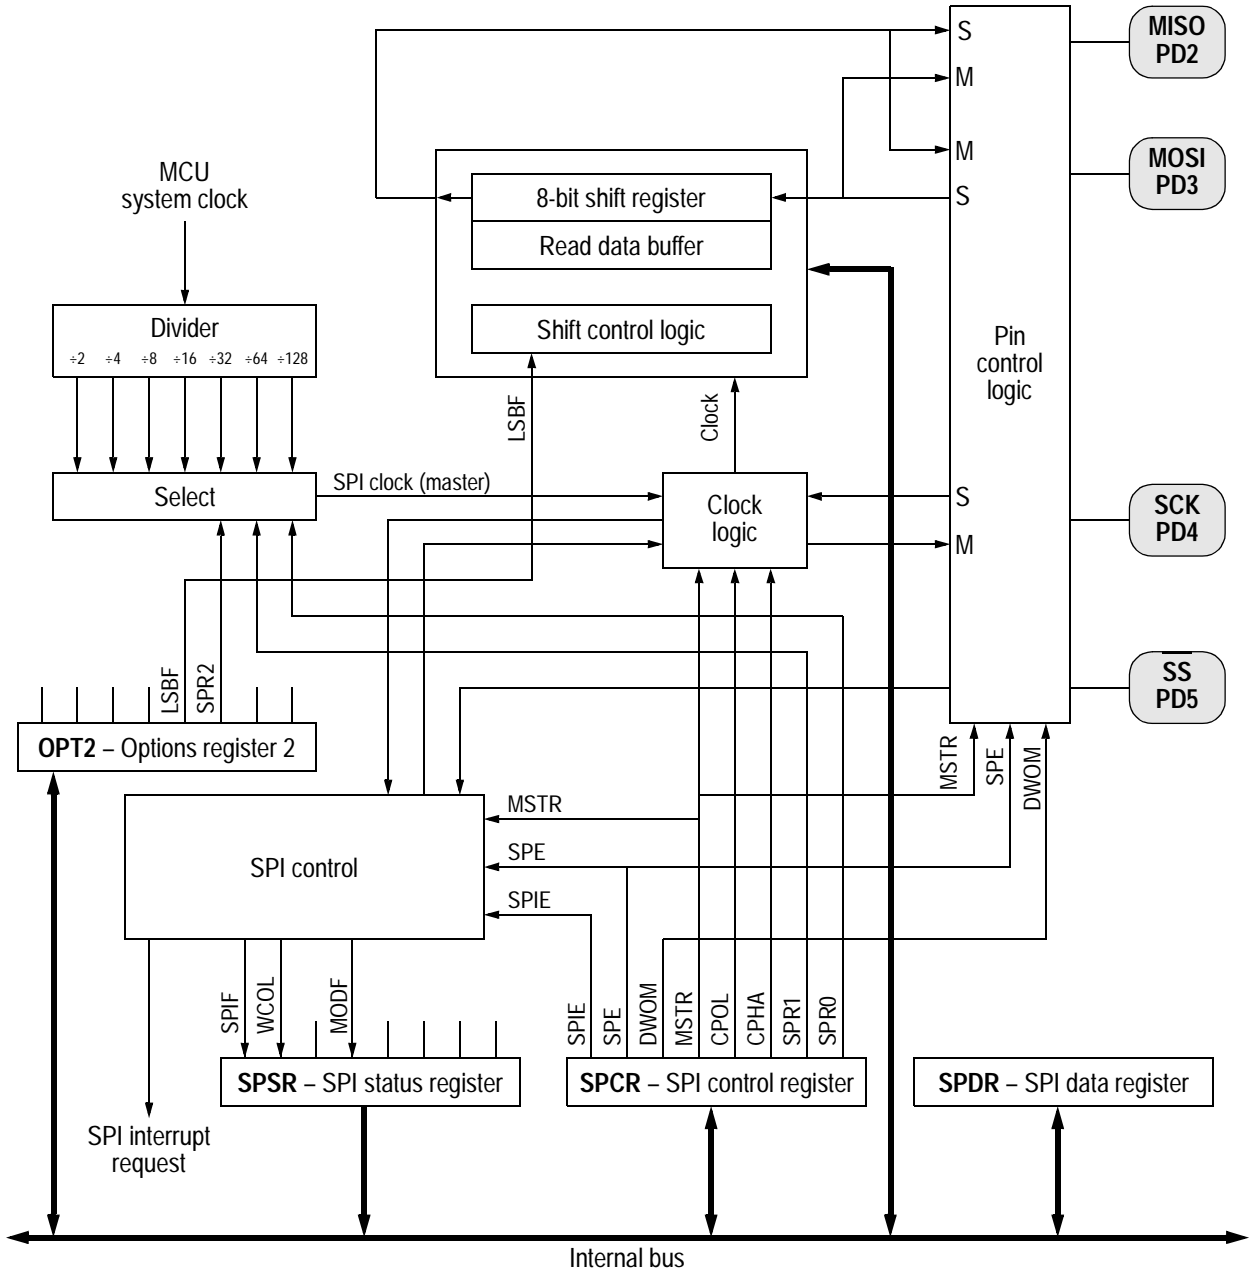 MISO
PD2
S
M
M
MOSI
PD3
S
MCU
system clock
8-bit shift register
Read data buffer
Divider
÷2 ÷4 ÷8 ÷16 ÷32 ÷64 ÷128
Shift control logic
Pin
control
logic
LSBF
Clock
Select
SPI clock (master)
Clock
logic
S
M
SCK
PD4
LSBF
SPR2
SS
PD5
OPT2 – Options register 2
MSTR
SPE
DWOM
MSTR
SPE
SPIE
SPI control
SPIF
WCOL
MODF
SPIE
SPE
DWOM
MSTR
CPOL
CPHA
SPR1
SPR0
SPSR – SPI status register
SPCR – SPI control register
SPDR – SPI data register
SPI interrupt
request
Internal bus